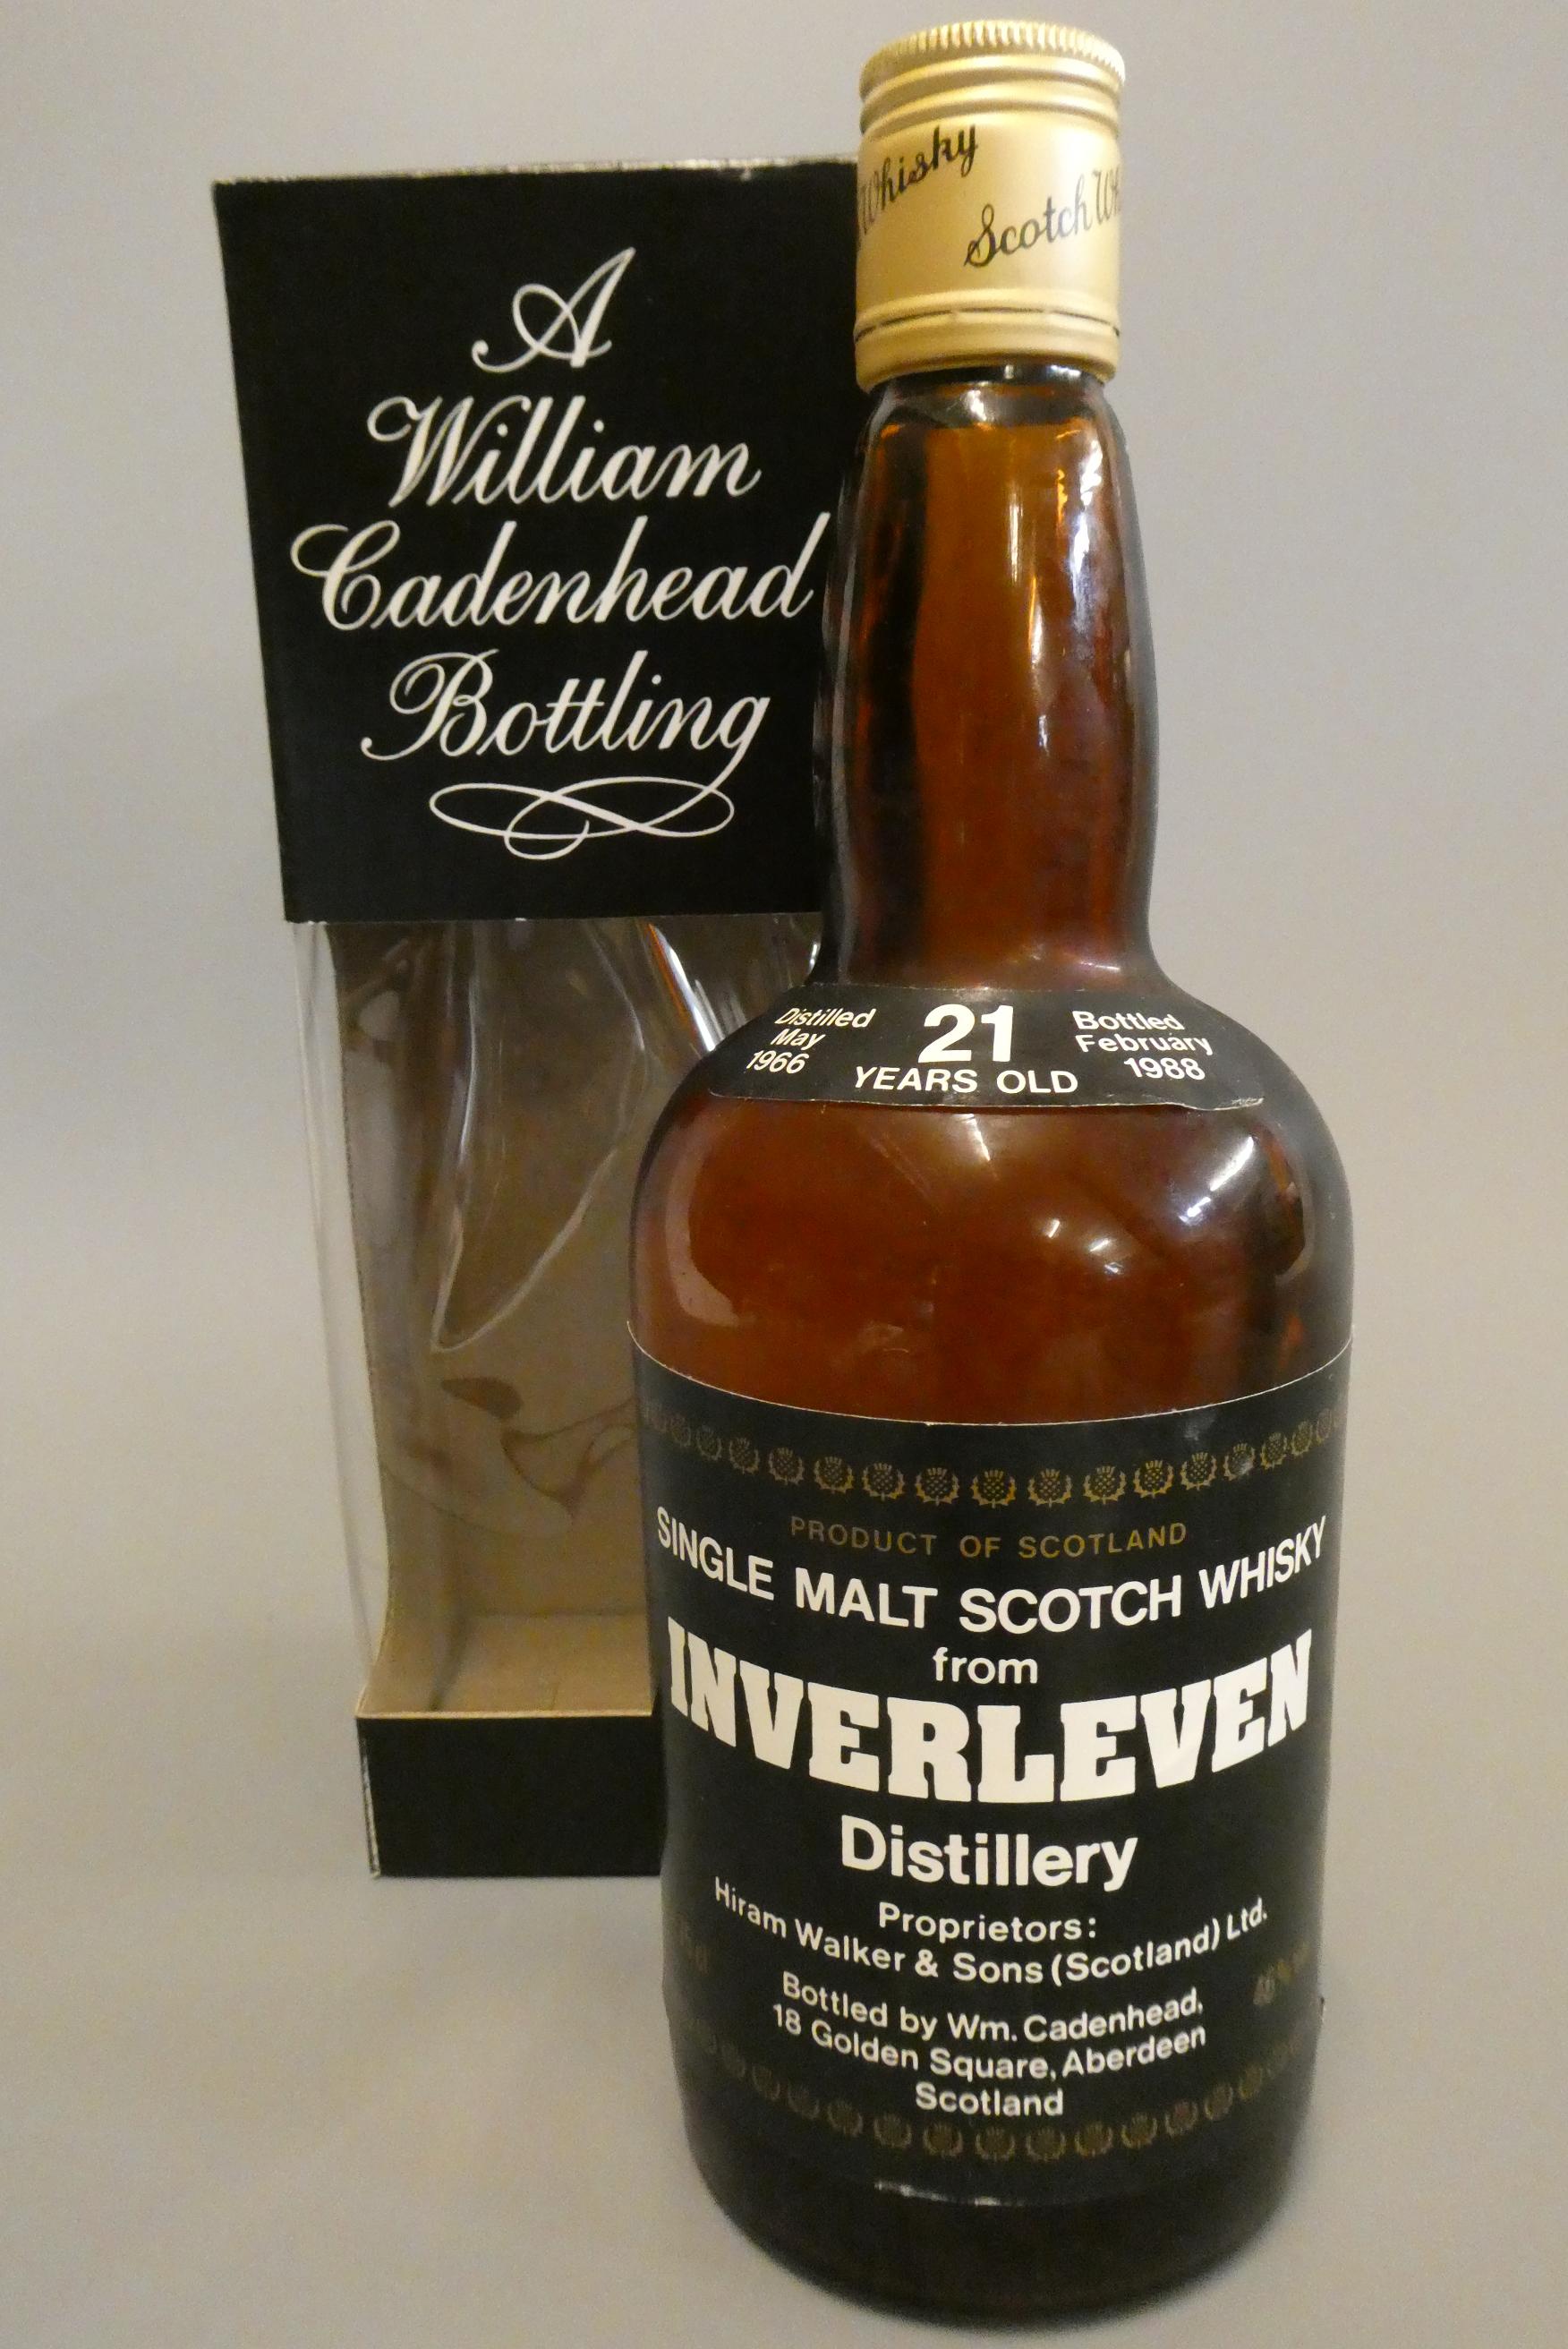 A
William
Cadenhead
Bottling
Whisky
Scotch
Distilled
May
1966
21
YEARS OLD
Bottled
February
1988
PRODUCT OF SCOTLAND
SINGLE MALT SCOTCH WHISKY
from
INVERLEVEN
Distillery
Proprietors:
Hiram Walker & Sons (Scotland) Ltd.
Bottled by Wm. Cadenhead,
18 Golden Square, Aberdeen
Scotland
46%